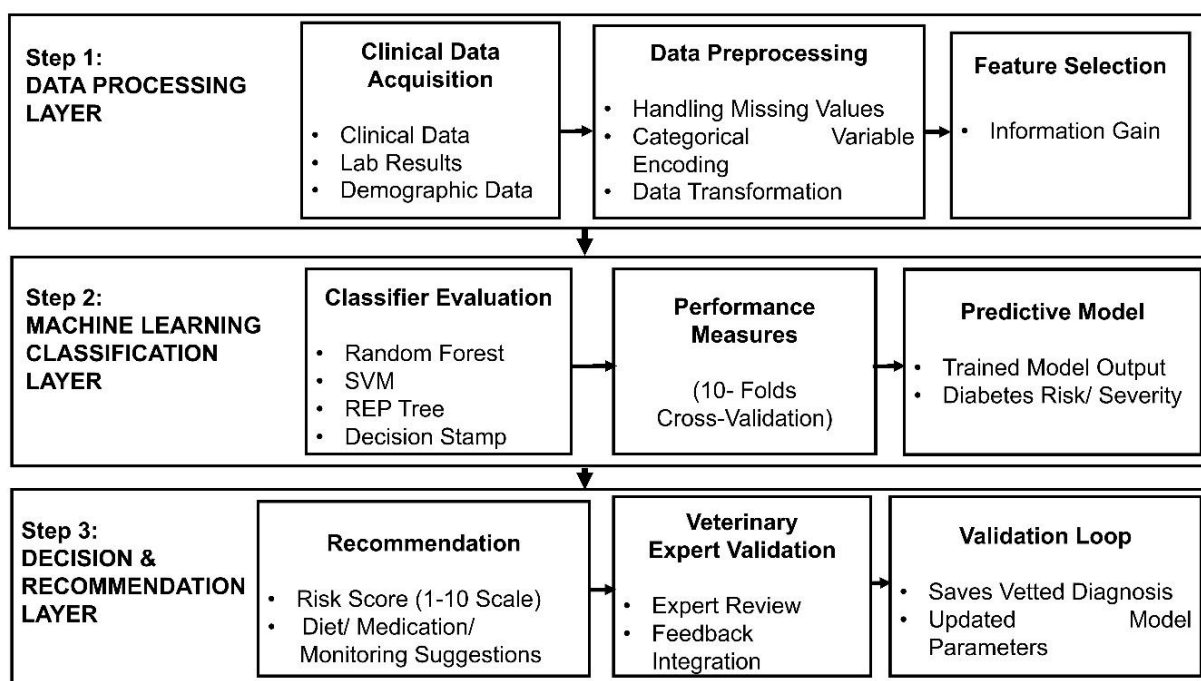 Step 1:
DATA PROCESSING
LAYER
Clinical Data
Acquisition
• Clinical Data
• Lab Results
• Demographic Data
Data Preprocessing
• Handling Missing Values
• Categorical Variable
Encoding
• Data Transformation
Feature Selection
• Information Gain
Step 2:
MACHINE LEARNING
CLASSIFICATION
LAYER
Classifier Evaluation
• Random Forest
• SVM
• REP Tree
• Decision Stamp
Performance
Measures
(10- Folds
Cross-Validation)
Predictive Model
• Trained Model Output
• Diabetes Risk/ Severity
Step 3:
DECISION &
RECOMMENDATION
LAYER
Recommendation
• Risk Score (1-10 Scale)
• Diet/ Medication/
Monitoring Suggestions
Veterinary
Expert Validation
• Expert Review
• Feedback
Integration
Validation Loop
• Saves Vetted Diagnosis
• Updated Model
Parameters